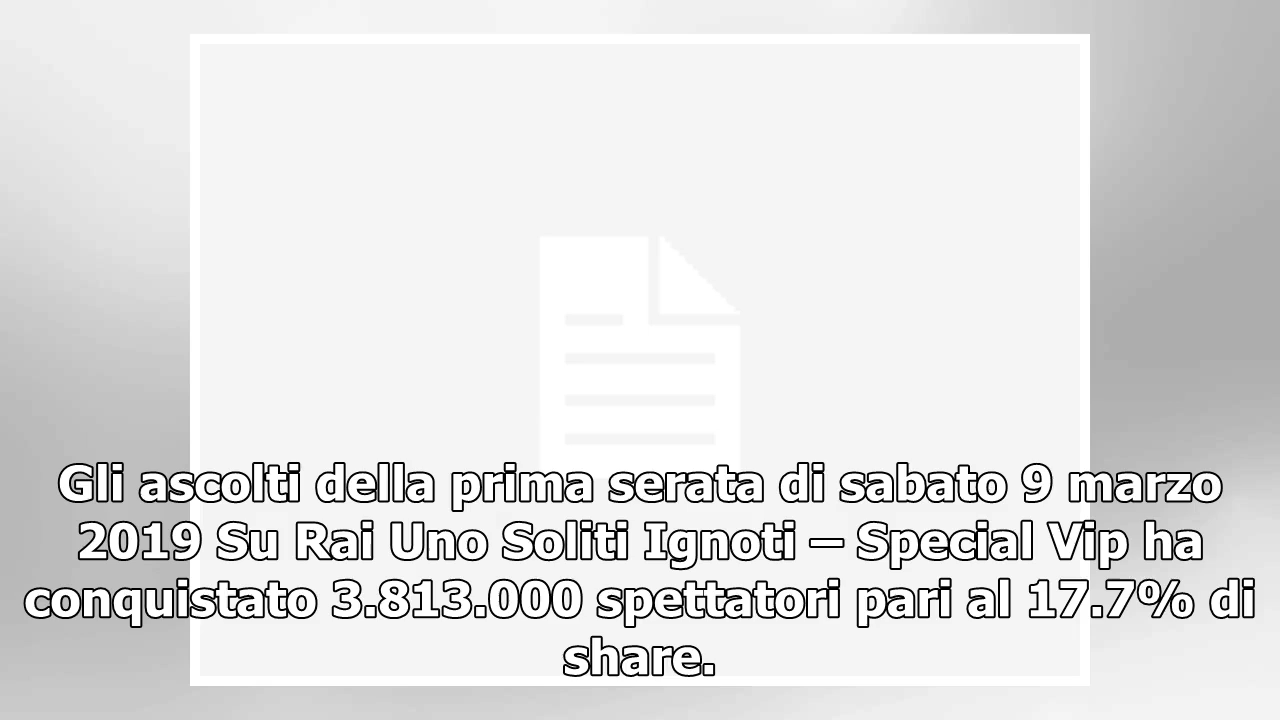 Gli ascolti della prima serata di sabato 9 marzo
2019 Su Rai Uno Soliti Ignoti – Special Vip ha
conquistato 3.813.000 spettatori pari al 17.7% di
share.